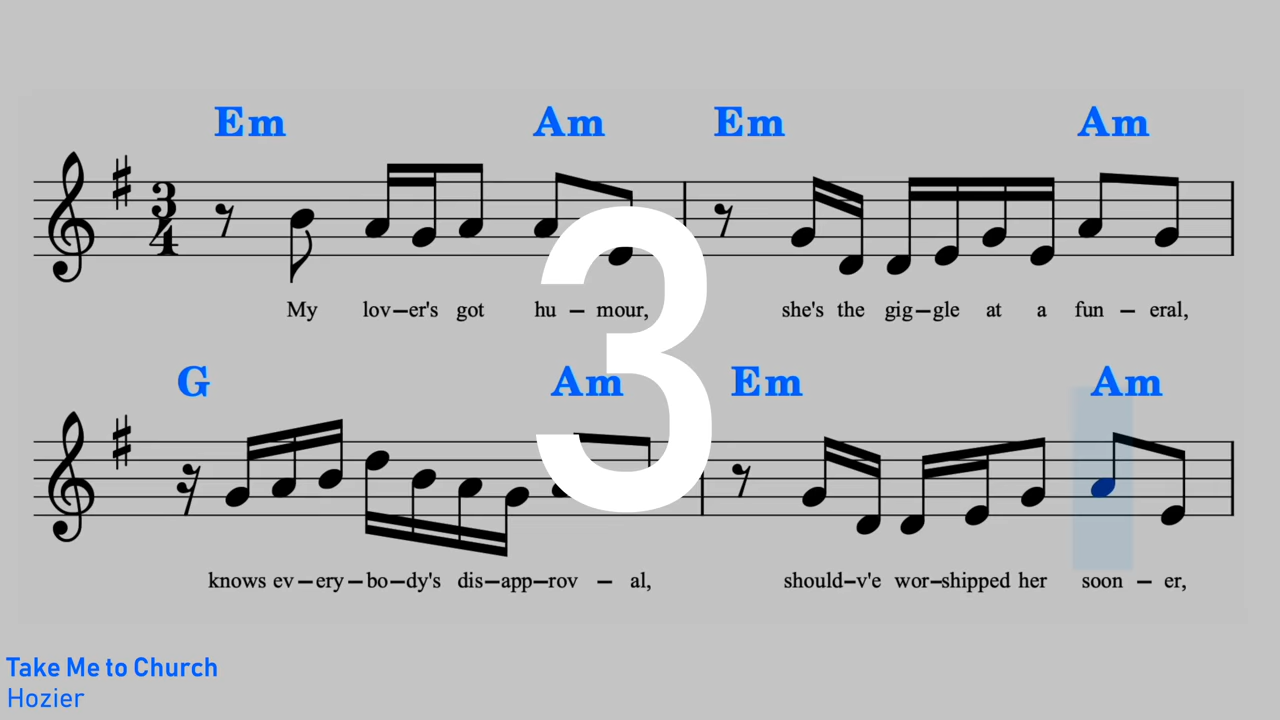 Em Am Em Am
3
4
My lov–er's got hu – mour, she's the gig–gle at a fun – eral,
3
G Am Em Am
knows ev–ery–bo–dy's dis–app–rov – al, should–v'e wor–shipped her soon – er,
Take Me to Church
Hozier